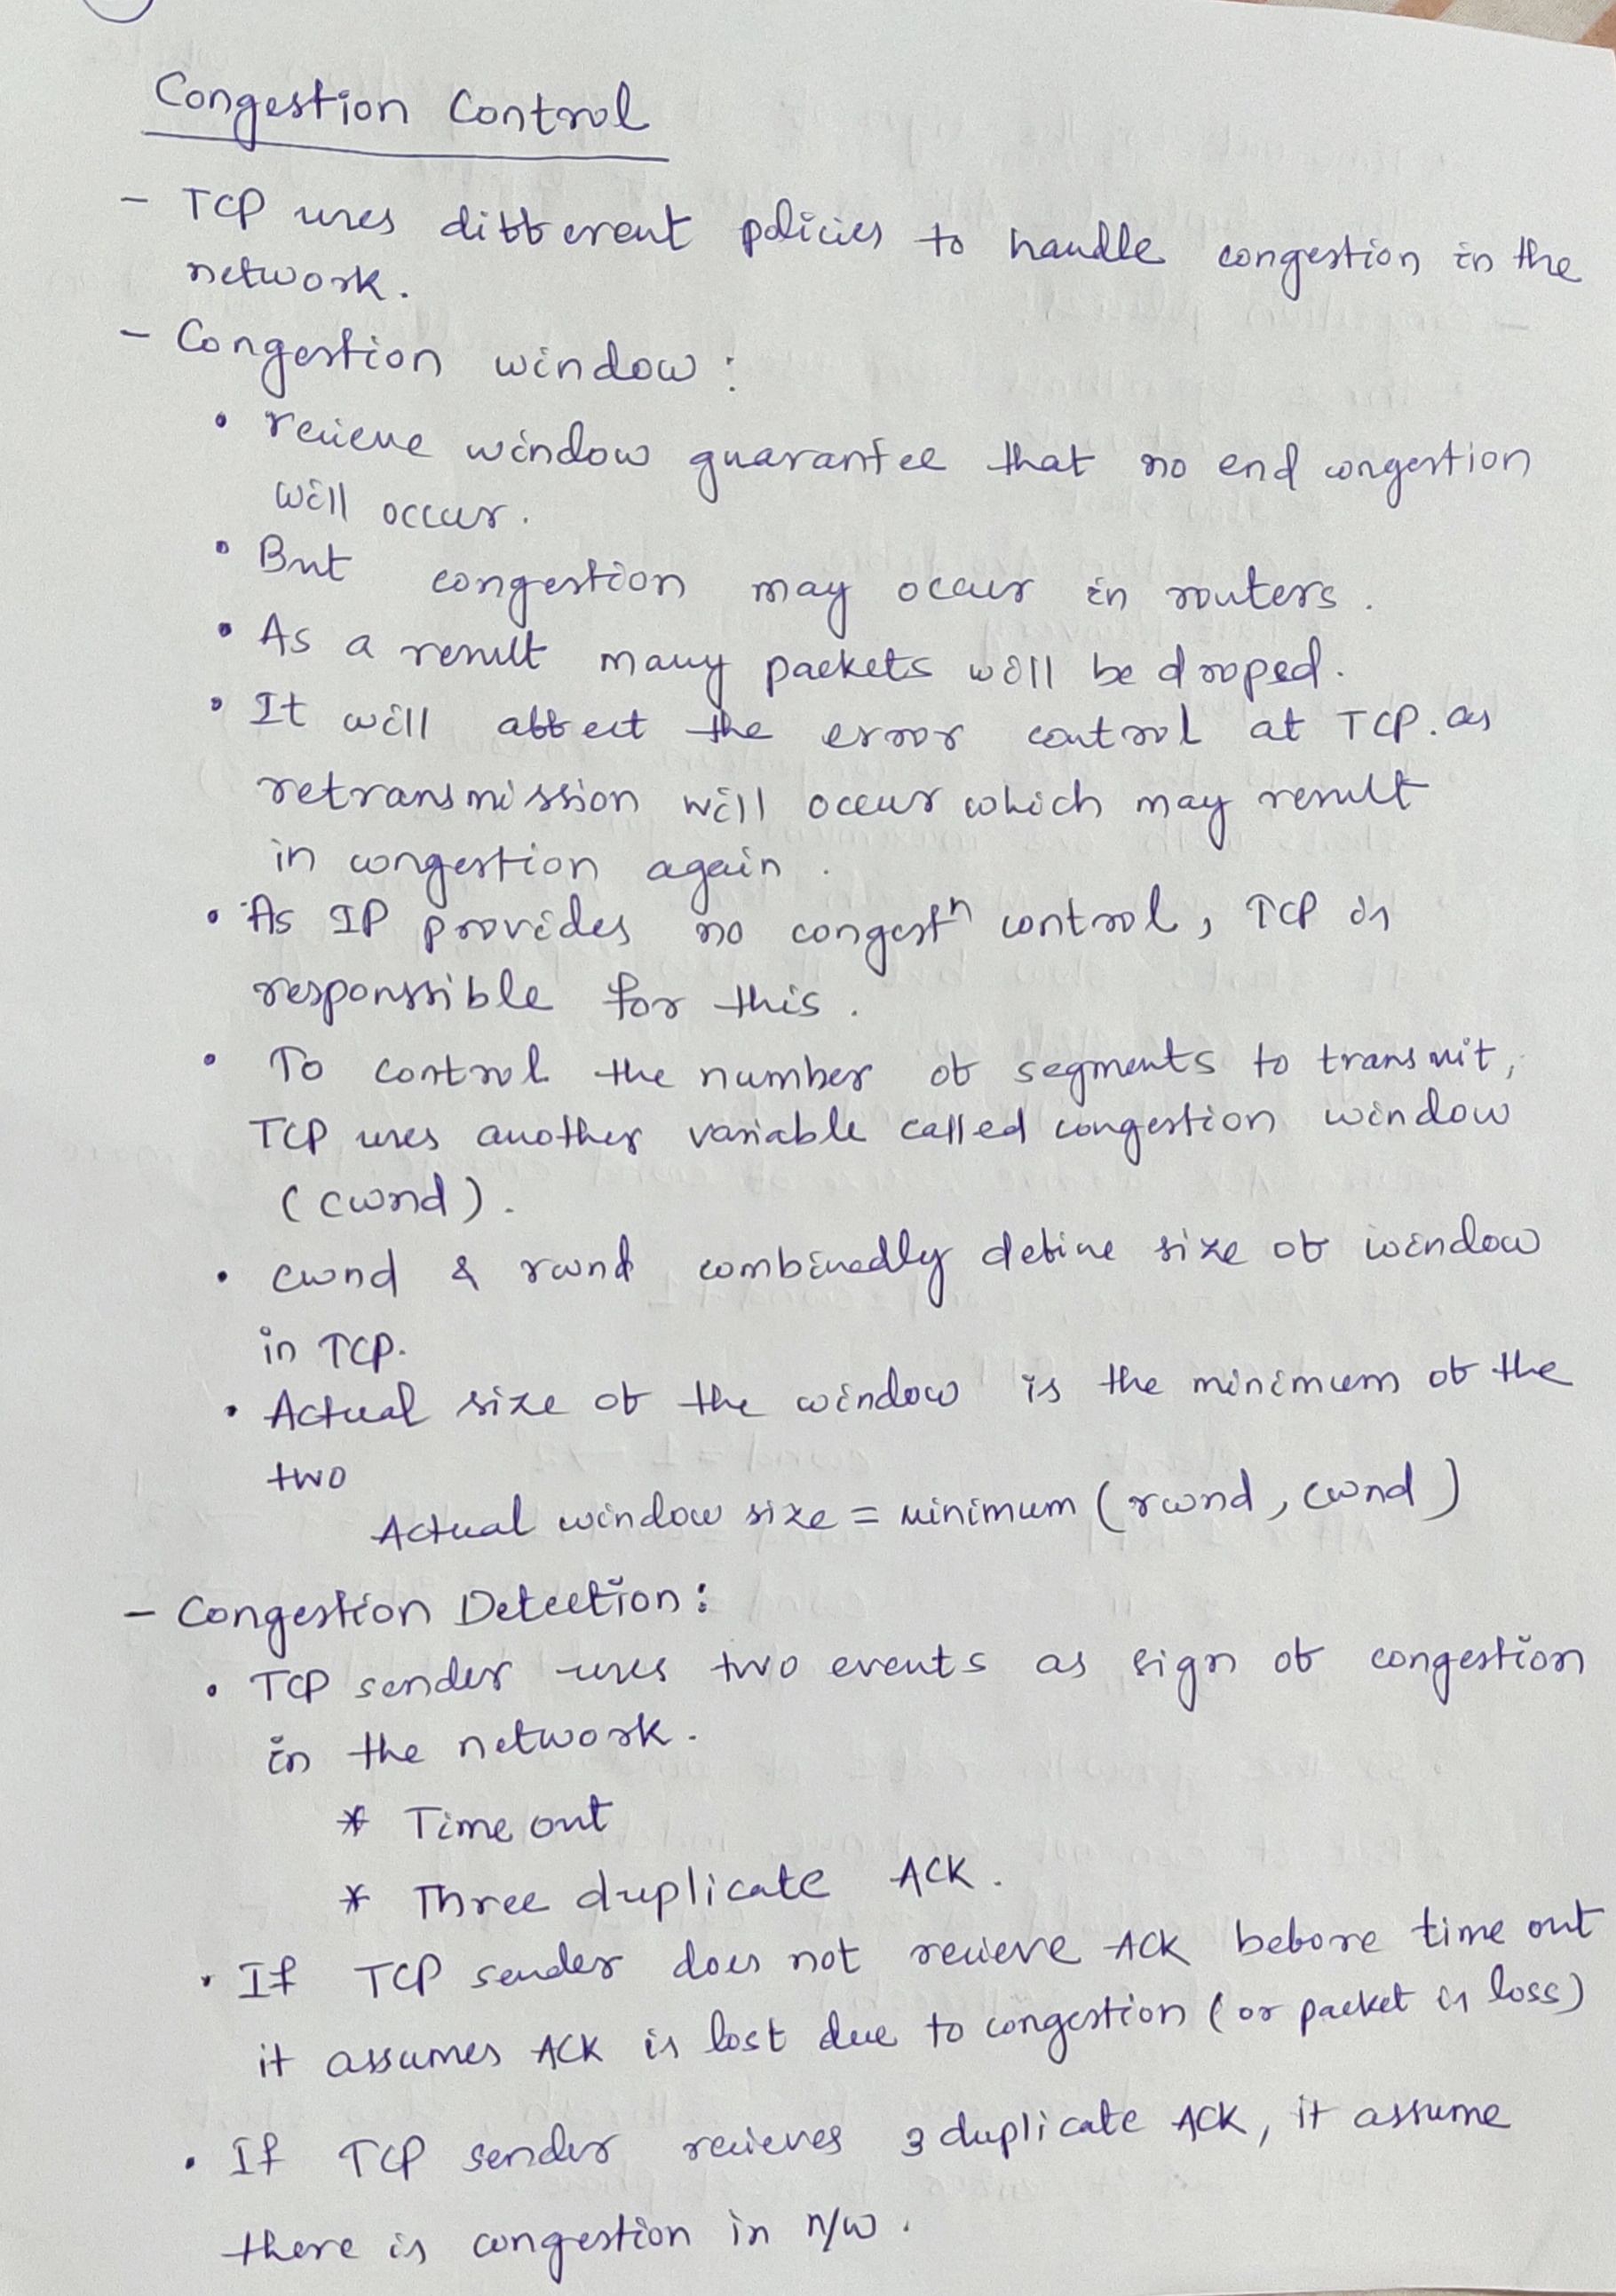 Congestion Control
- TCP uses different policies to handle congestion in the
network.
- Congestion window:
• recieve window guarantee that no end congestion
will occur.
• But congestion may occur in routers.
• As a result many packets will be droped.
• It will affect the error control at TCP. as
retransmission will occur which may result
in congestion again.
• As IP provides no congestⁿ control, TCP is
responssible for this.
• To control the number of segments to transmit,
TCP uses another variable called congestion window
(cwnd).
• cwnd & rwnd combinedly define size of window
in TCP.
• Actual size of the window is the minimum of the
two
Actual window size = minimum (rwnd, cwnd)
- Congestion Detection:
• TCP sender uses two events as sign of congestion
in the network.
* Time out
* Three duplicate ACK.
• If TCP sender does not recieve ACK before time out
it assumes ACK is lost due to congestion (or packet is loss)
• If TCP sender recieves 3 duplicate ACK, it assume
there is congestion in n/w.